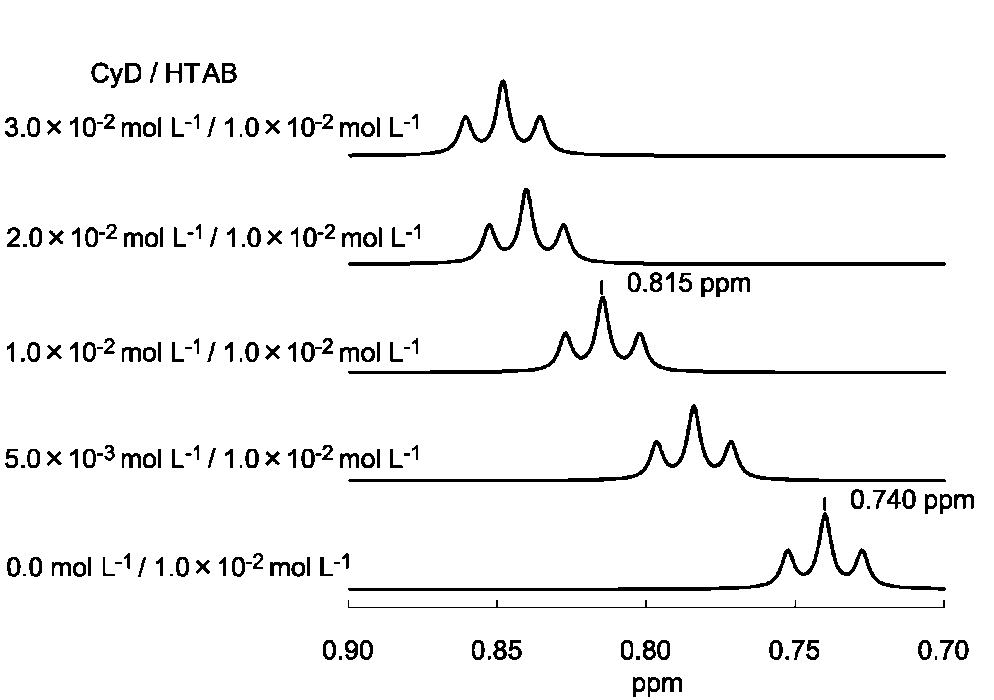 CyD / HTAB
3.0 × 10⁻² mol L⁻¹ / 1.0 × 10⁻² mol L⁻¹
2.0 × 10⁻² mol L⁻¹ / 1.0 × 10⁻² mol L⁻¹
0.815 ppm
1.0 × 10⁻² mol L⁻¹ / 1.0 × 10⁻² mol L⁻¹
5.0 × 10⁻³ mol L⁻¹ / 1.0 × 10⁻² mol L⁻¹
0.740 ppm
0.0 mol L⁻¹ / 1.0 × 10⁻² mol L⁻¹
0.90 0.85 0.80 0.75 0.70
ppm